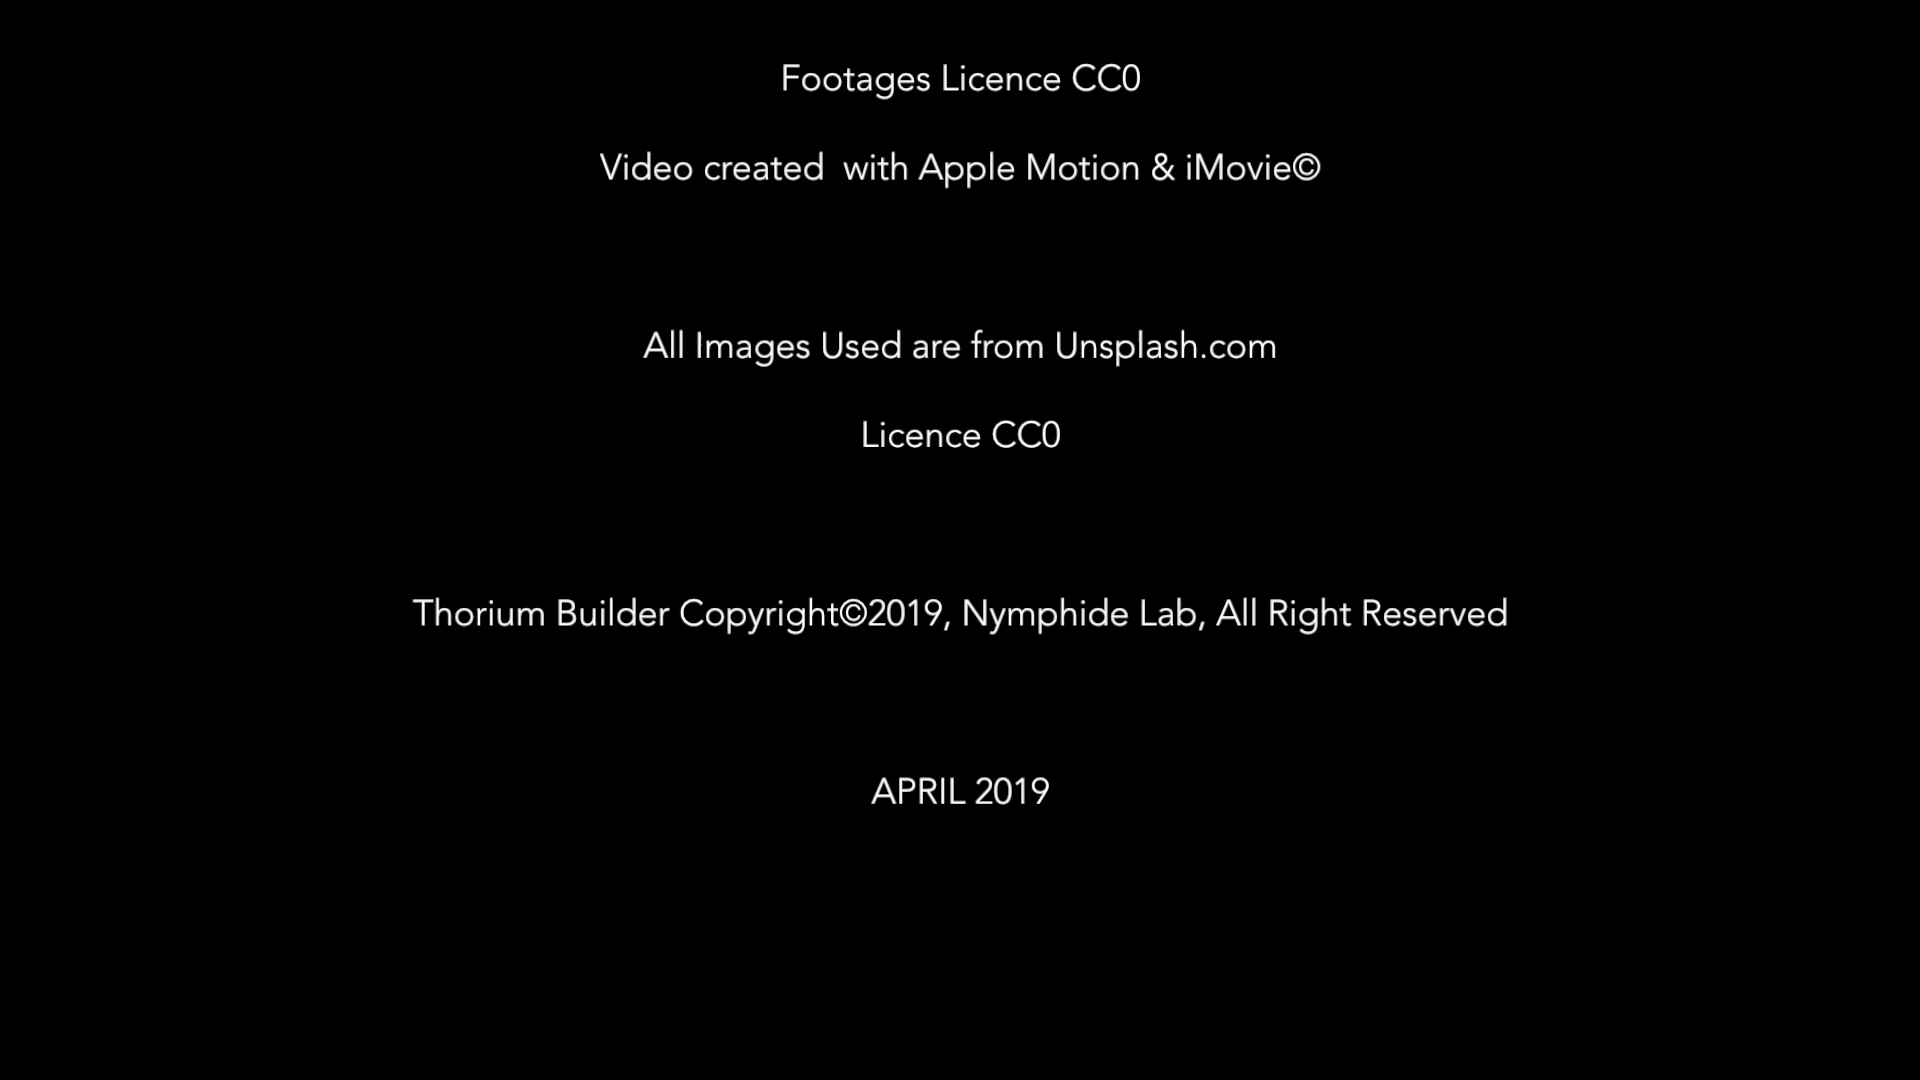 Footages Licence CC0
Video created  with Apple Motion & iMovie©
All Images Used are from Unsplash.com
Licence CC0
Thorium Builder Copyright©2019, Nymphide Lab, All Right Reserved
APRIL 2019